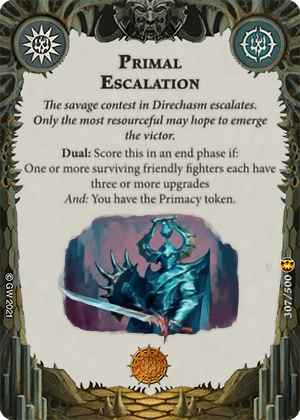 PRIMAL
ESCALATION
The savage contest in Direchasm escalates.
Only the most resourceful may hope to emerge
the victor.
Dual: Score this in an end phase if:
One or more surviving friendly fighters each have
three or more upgrades
And: You have the Primacy token.
© GW 2021
307/500